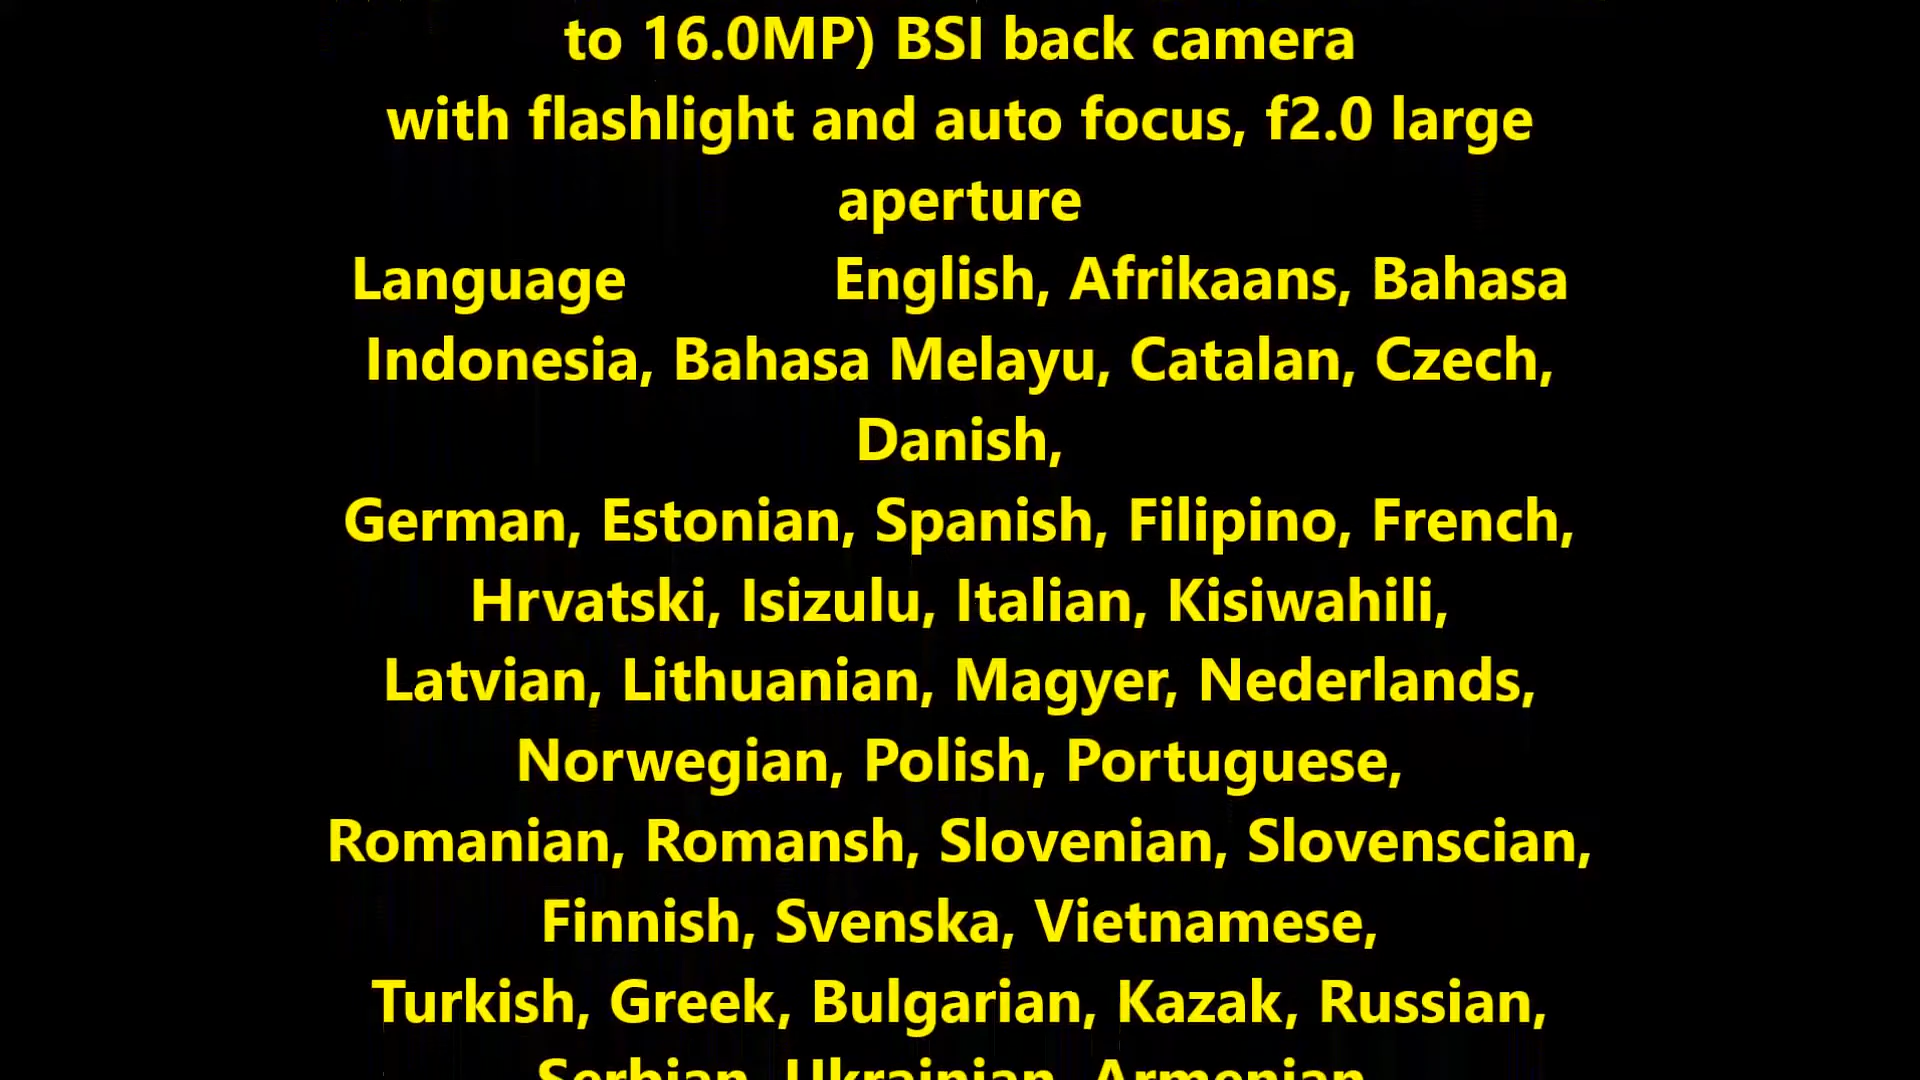 to 16.0MP) BSI back camera
with flashlight and auto focus, f2.0 large
aperture
Language English, Afrikaans, Bahasa
Indonesia, Bahasa Melayu, Catalan, Czech,
Danish,
German, Estonian, Spanish, Filipino, French,
Hrvatski, Isizulu, Italian, Kisiwahili,
Latvian, Lithuanian, Magyer, Nederlands,
Norwegian, Polish, Portuguese,
Romanian, Romansh, Slovenian, Slovenscian,
Finnish, Svenska, Vietnamese,
Turkish, Greek, Bulgarian, Kazak, Russian,
Serbian, Ukrainian, Armenian